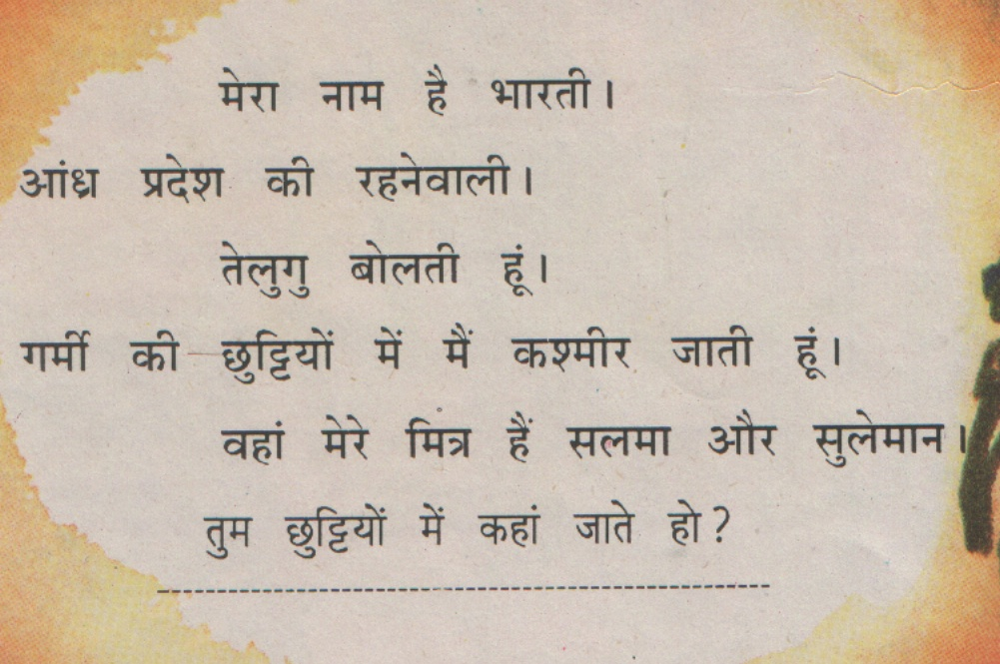 मेरा नाम है भारती।
आंध्र प्रदेश की रहनेवाली।
तेलुगु बोलती हूं।
गर्मी की छुट्टियों में मैं कश्मीर जाती हूं।
वहां मेरे मित्र हैं सलमा और सुलेमान।
तुम छुट्टियों में कहां जाते हो?